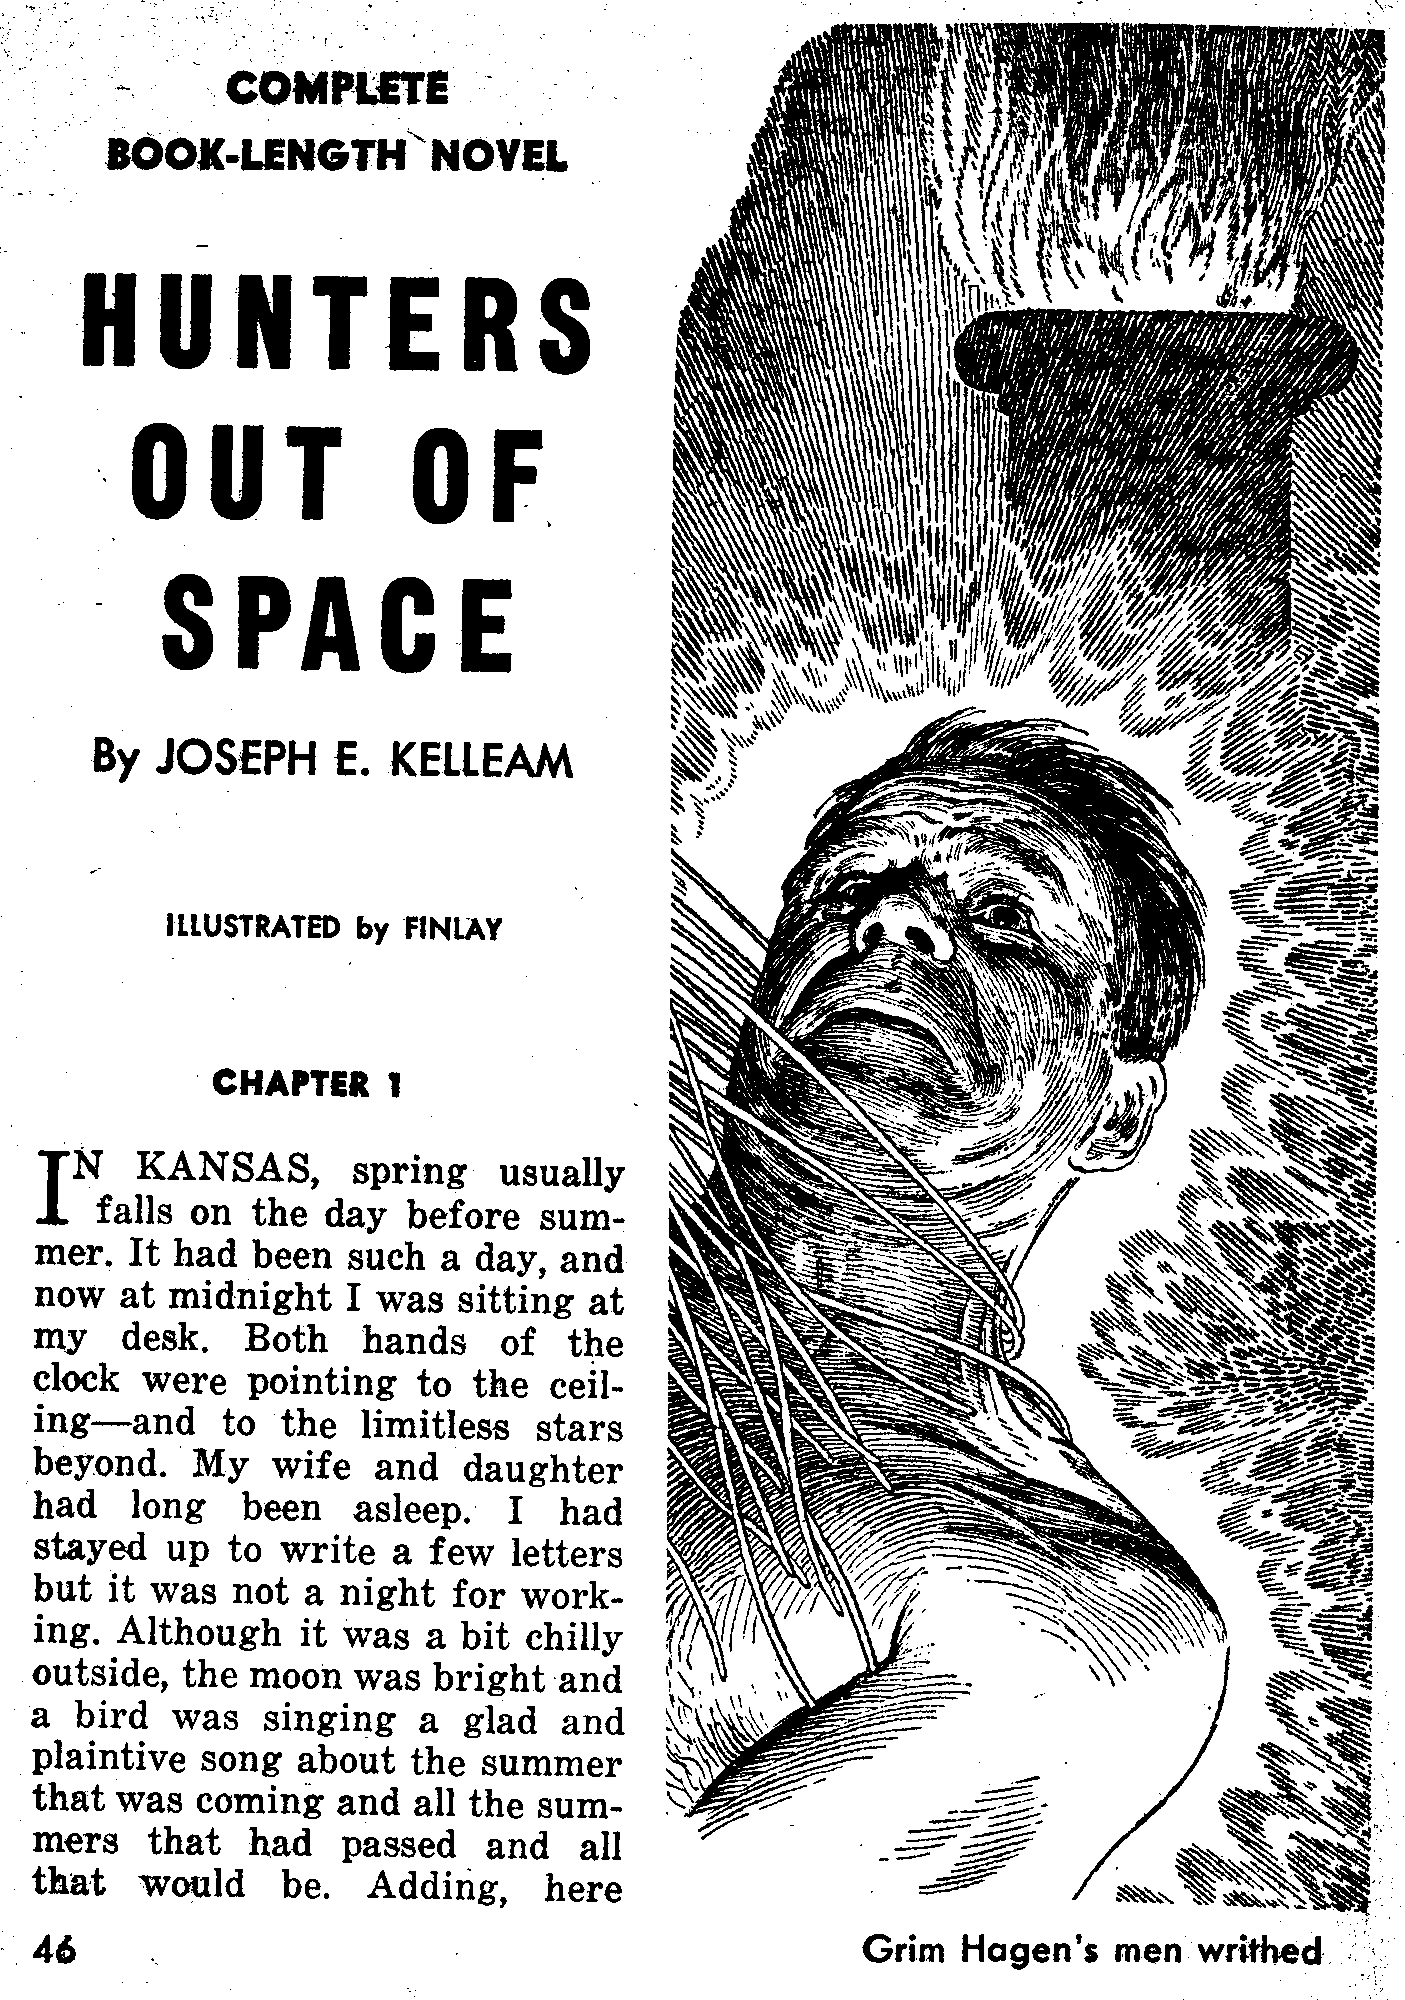 COMPLETE
BOOK-LENGTH NOVEL
HUNTERS
OUT OF
SPACE
By JOSEPH E. KELLEAM
ILLUSTRATED by FINLAY
CHAPTER 1
IN KANSAS, spring usually
falls on the day before sum-
mer. It had been such a day, and
now at midnight I was sitting at
my desk. Both hands of the
clock were pointing to the ceil-
ing—and to the limitless stars
beyond. My wife and daughter
had long been asleep. I had
stayed up to write a few letters
but it was not a night for work-
ing. Although it was a bit chilly
outside, the moon was bright and
a bird was singing a glad and
plaintive song about the summer
that was coming and all the sum-
mers that had passed and all
that would be. Adding, here
46
Grim Hagen's men writhed